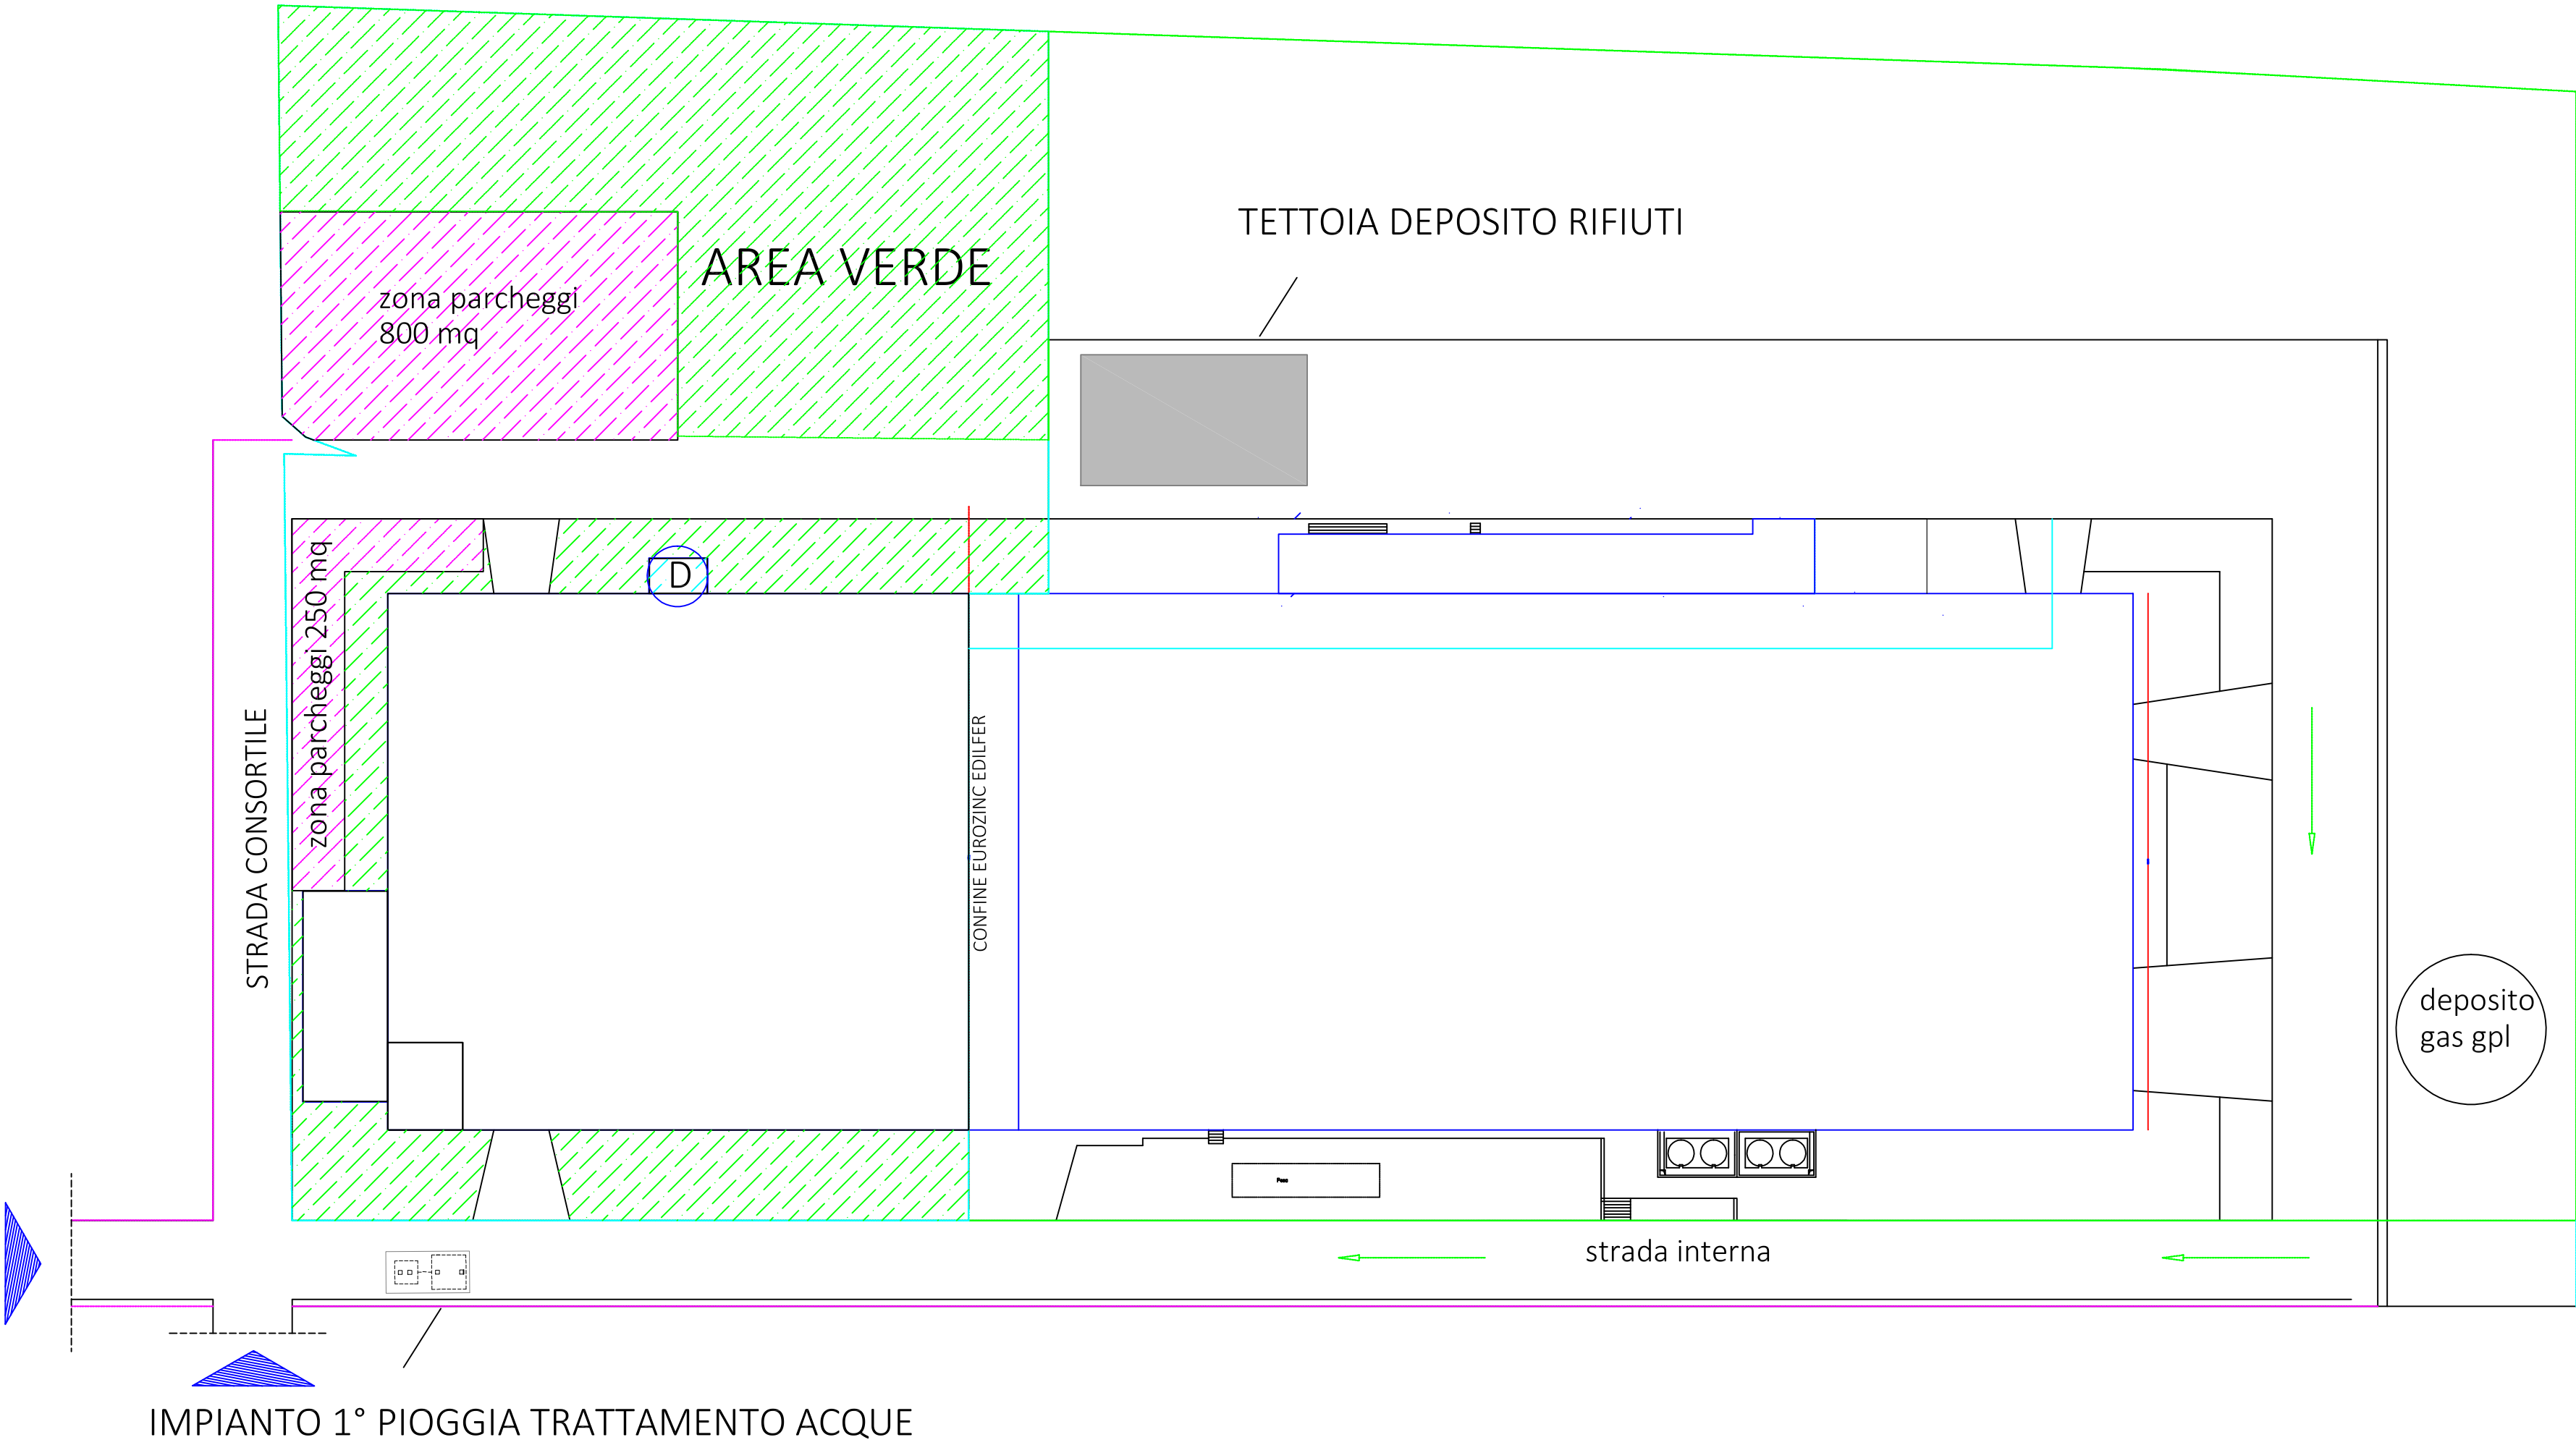 TETTOIA DEPOSITO RIFIUTI
AREA VERDE
zona parcheggi
800 mq
D
zona parcheggi 250 mq
STRADA CONSORTILE
CONFINE EUROZINC EDILFER
deposito
gas gpl
Peso
strada interna
IMPIANTO 1° PIOGGIA TRATTAMENTO ACQUE